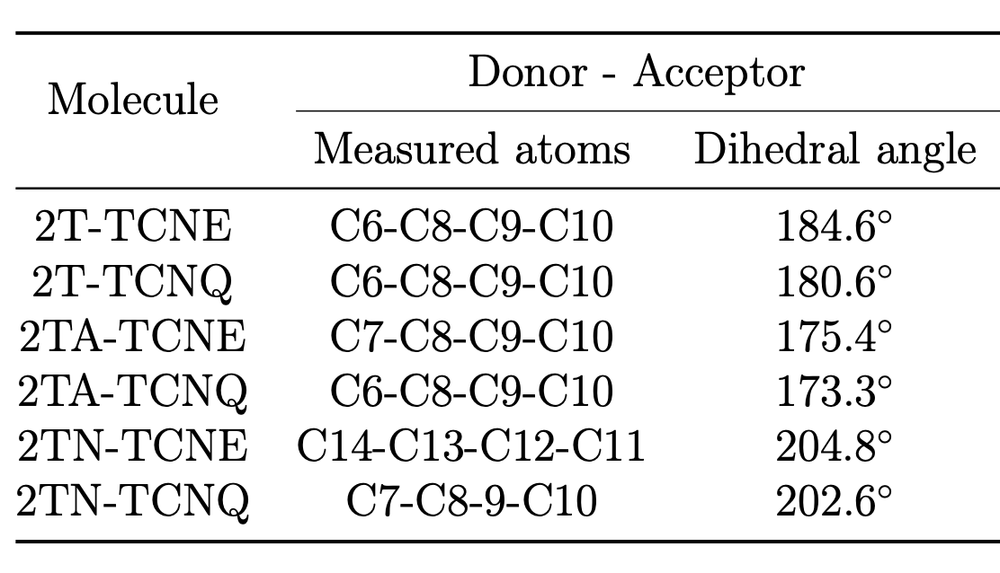 Donor - Acceptor
Molecule
Measured atoms Dihedral angle
2T-TCNE C6-C8-C9-C10 184.6°
2T-TCNQ C6-C8-C9-C10 180.6°
2TA-TCNE C7-C8-C9-C10 175.4°
2TA-TCNQ C6-C8-C9-C10 173.3°
2TN-TCNE C14-C13-C12-C11 204.8°
2TN-TCNQ C7-C8-9-C10 202.6°